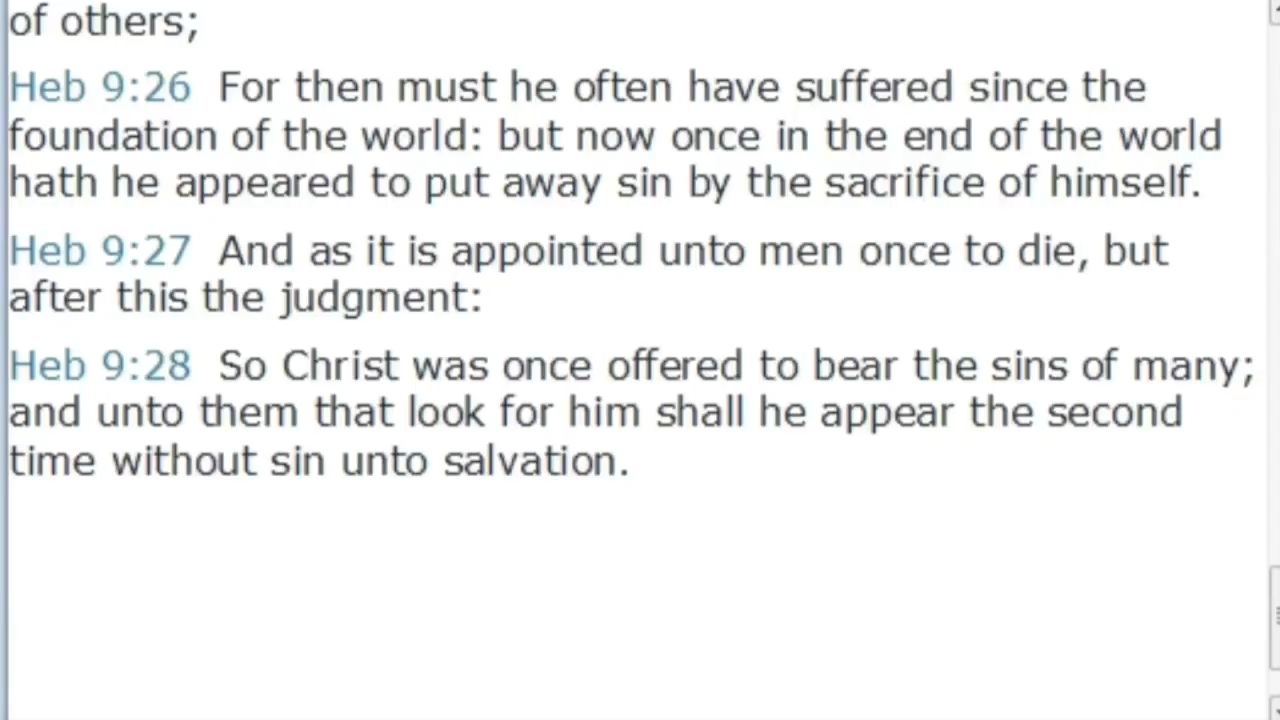 of others;
Heb 9:26 For then must he often have suffered since the
foundation of the world: but now once in the end of the world
hath he appeared to put away sin by the sacrifice of himself.
Heb 9:27 And as it is appointed unto men once to die, but
after this the judgment:
Heb 9:28 So Christ was once offered to bear the sins of many;
and unto them that look for him shall he appear the second
time without sin unto salvation.